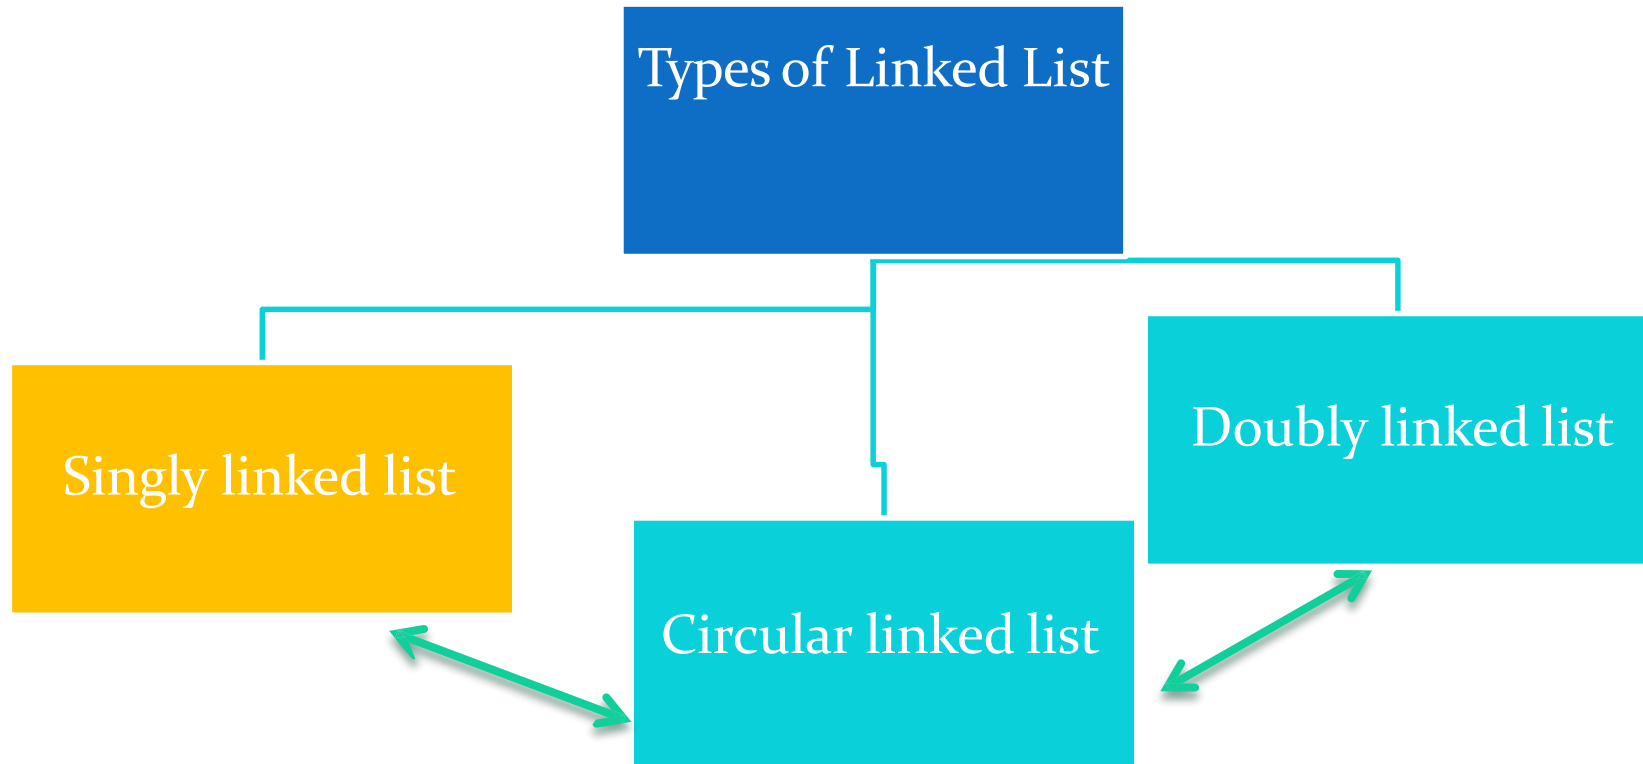 Types of Linked List
Singly linked list
Doubly linked list
Circular linked list